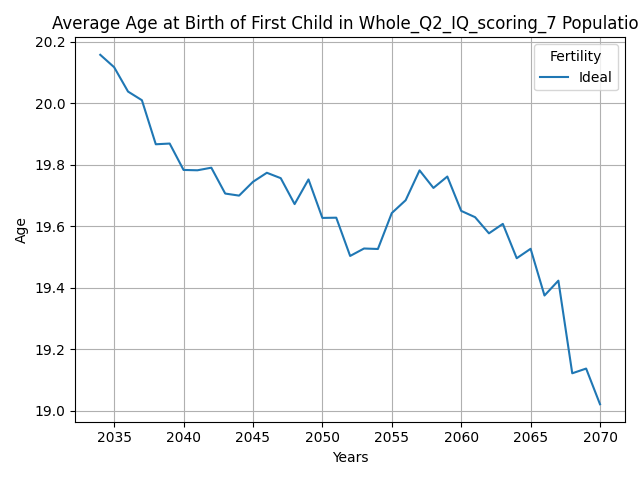 Average Age at Birth of First Child in Whole_Q2_IQ_scoring_7 Populatio
Fertility
Ideal
20.2
20.0
19.8
19.6
19.4
19.2
19.0
Age
2035 2040 2045 2050 2055 2060 2065 2070
Years